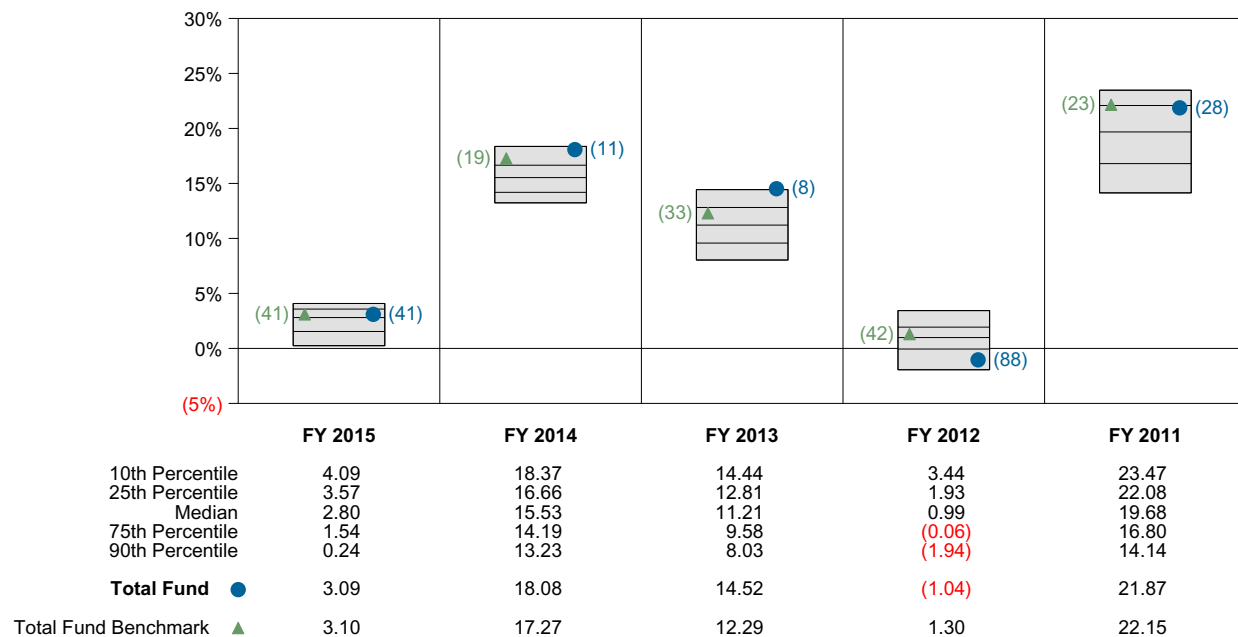 30%
25%
20%
15%
10%
5%
0%
(5%)
(41) (41)
(19) (11)
(33) (8)
(42) (88)
(23) (28)
FY 2015 FY 2014 FY 2013 FY 2012 FY 2011
10th Percentile 4.09 18.37 14.44 3.44 23.47
25th Percentile 3.57 16.66 12.81 1.93 22.08
Median 2.80 15.53 11.21 0.99 19.68
75th Percentile 1.54 14.19 9.58 (0.06) 16.80
90th Percentile 0.24 13.23 8.03 (1.94) 14.14
Total Fund 3.09 18.08 14.52 (1.04) 21.87
Total Fund Benchmark 3.10 17.27 12.29 1.30 22.15